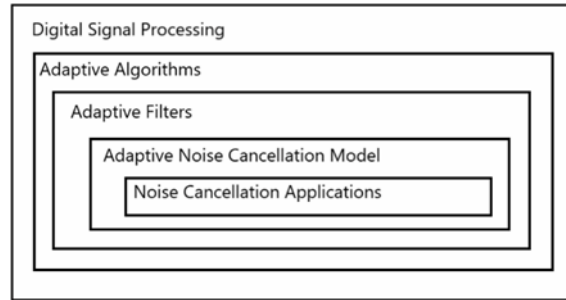 Digital Signal Processing
Adaptive Algorithms
Adaptive Filters
Adaptive Noise Cancellation Model
Noise Cancellation Applications